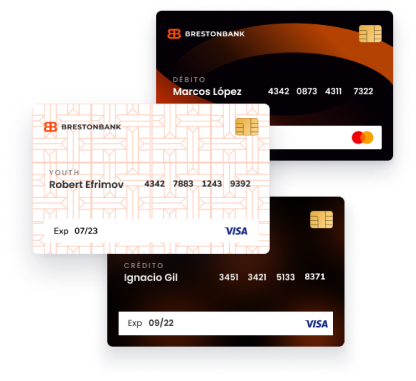 BRESTONBANK
DÉBITO
Marcos López 4342 0873 4311 7322
BRESTONBANK
YOUTH
Robert Efrimov 4342 7883 1243 9392
Exp 07/23 VISA
CRÉDITO
Ignacio Gil 3451 3421 5133 8371
Exp 09/22 VISA